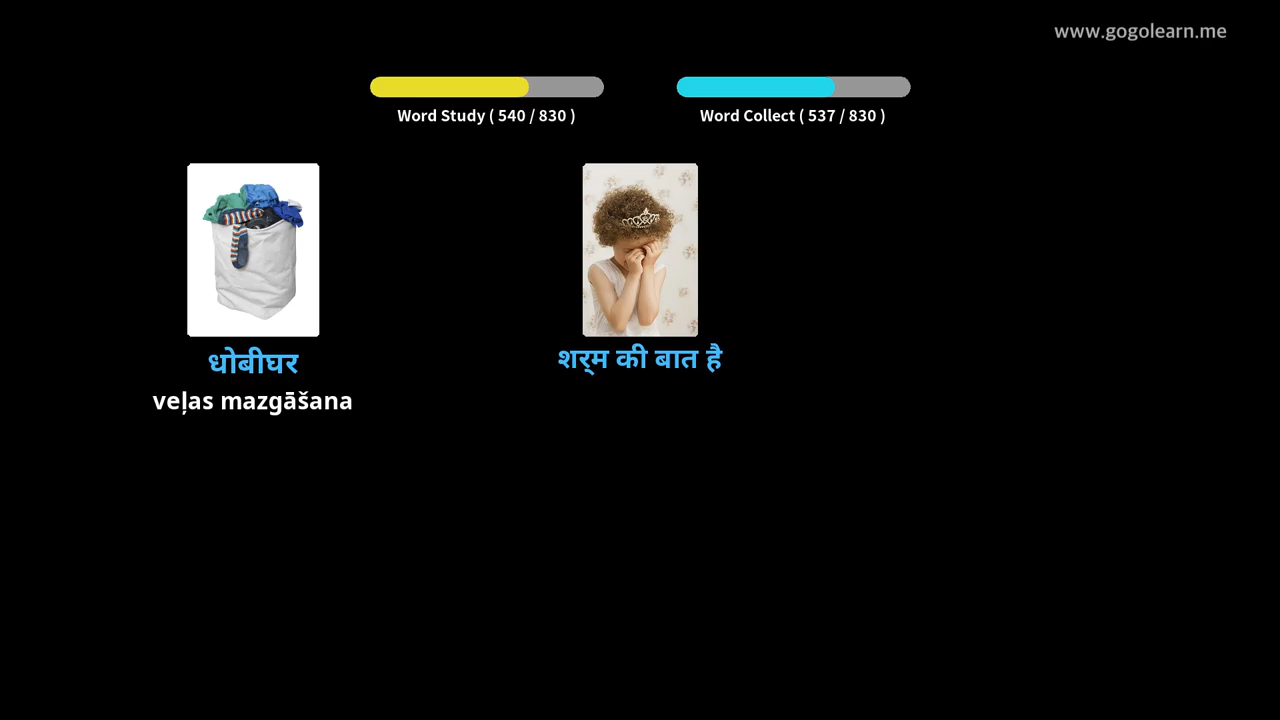 www.gogolearn.me
Word Study ( 540 / 830 )
Word Collect ( 537 / 830 )
धोबीघर
veļas mazgāšana
शर्म की बात है